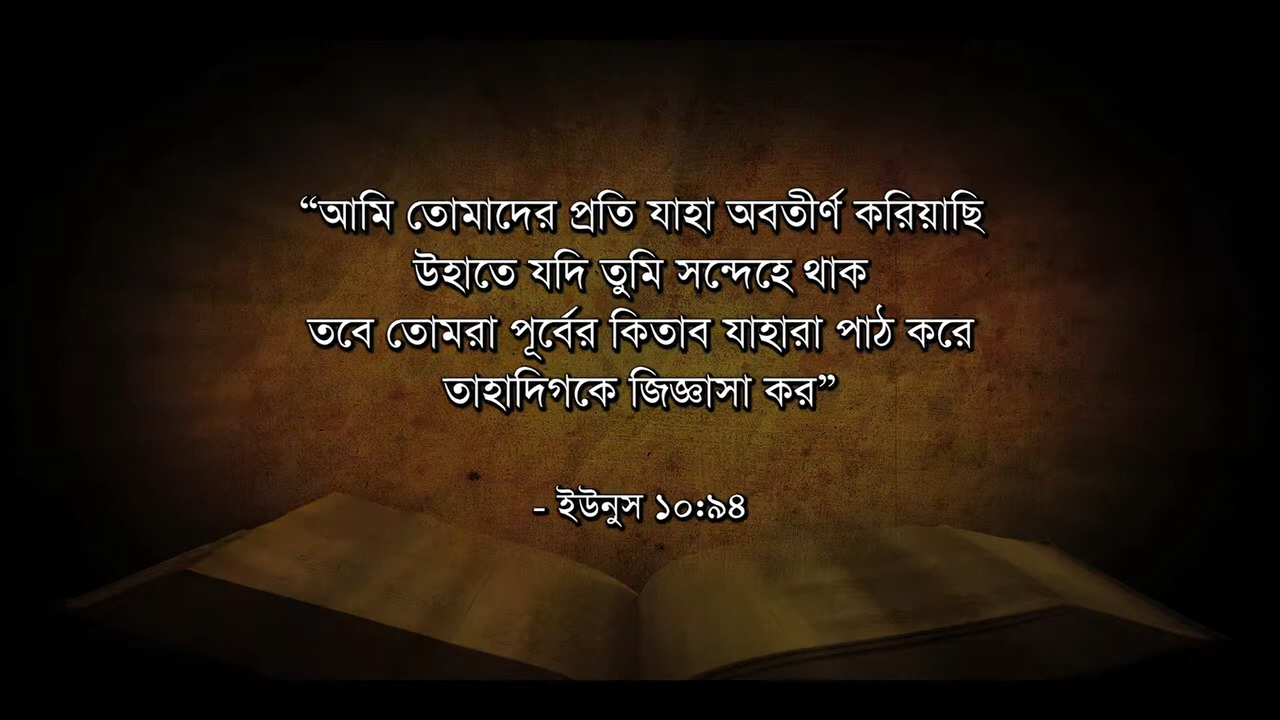 “আমি তোমাদের প্রতি যাহা অবতীর্ণ করিয়াছি
উহাতে যদি তুমি সন্দেহে থাক
তবে তোমরা পূর্বের কিতাব যাহারা পাঠ করে
তাহাদিগকে জিজ্ঞাসা কর”
- ইউনুস ১০:৯৪